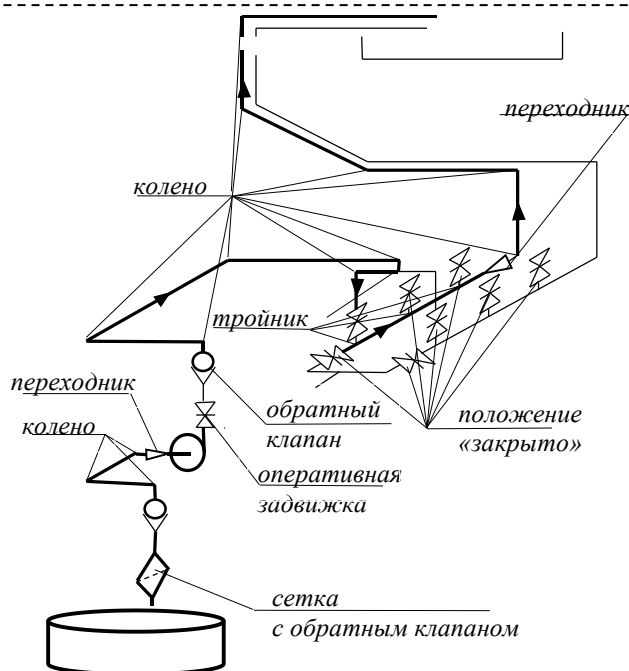 переходник
колено
тройник
переходник
обратный
клапан
положение
«закрыто»
колено
оперативная
задвижка
сетка
с обратным клапаном